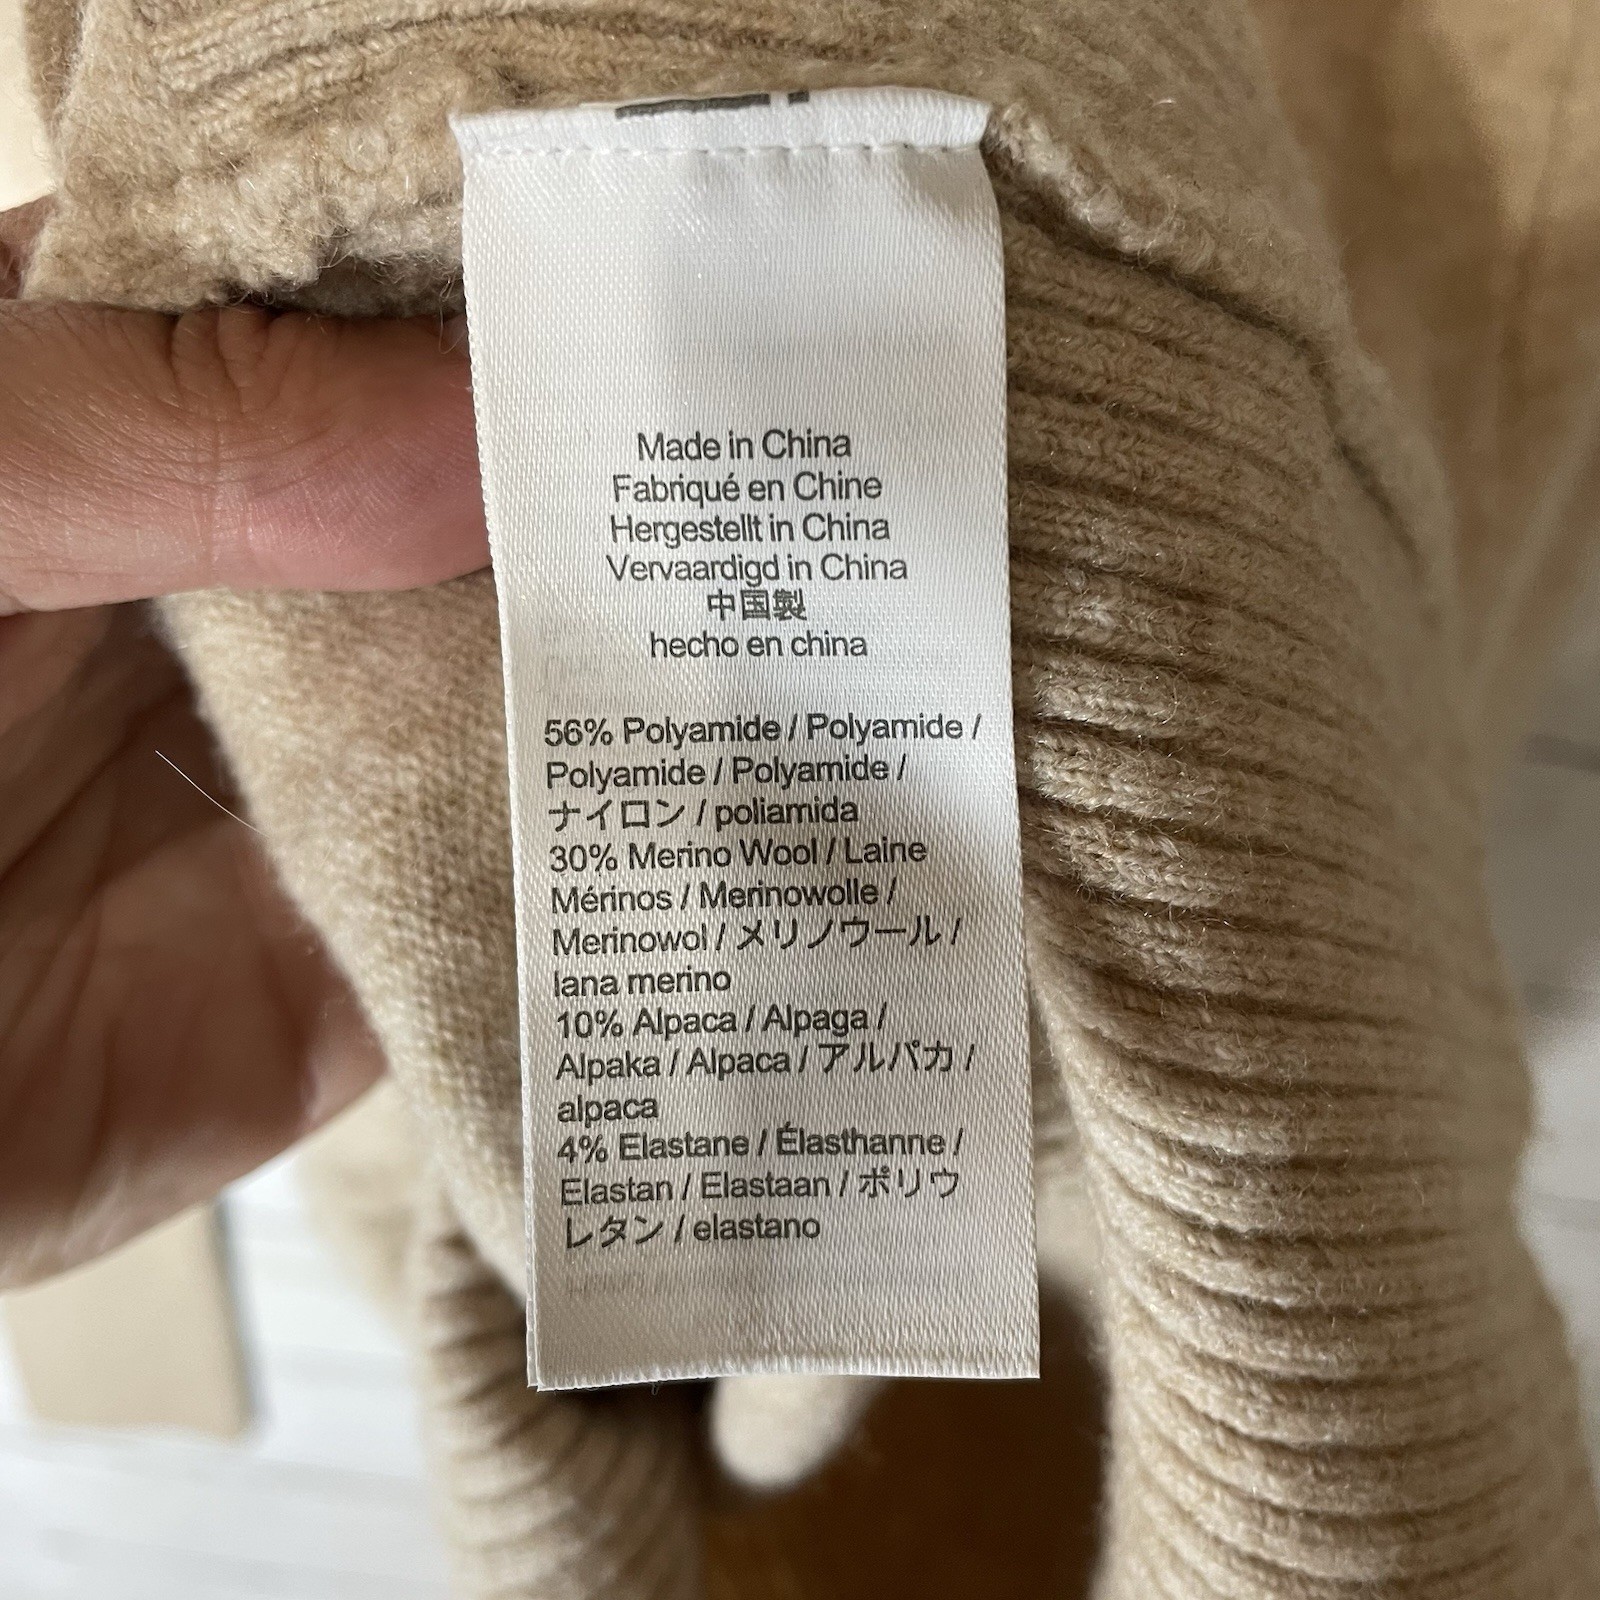 Made in China
Fabriqué en Chine
Hergestellt in China
Vervaardigd in China
中国製
hecho en china
56% Polyamide / Polyamide /
Polyamide / Polyamide /
ナイロン / poliamida
30% Merino Wool / Laine
Mérinos / Merinowolle /
Merinowol / メリノウール /
lana merino
10% Alpaca / Alpaga /
Alpaka / Alpaca / アルパカ /
alpaca
4% Elastane / Élasthanne /
Elastan / Elastaan / ポリウ
レタン / elastano